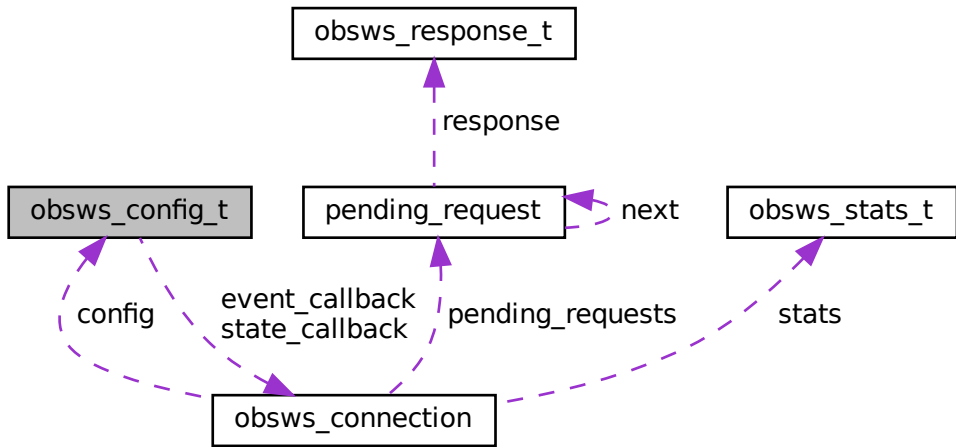 obsws_response_t
response
obsws_config_t
pending_request
next
obsws_stats_t
config
event_callback
state_callback
pending_requests
stats
obsws_connection